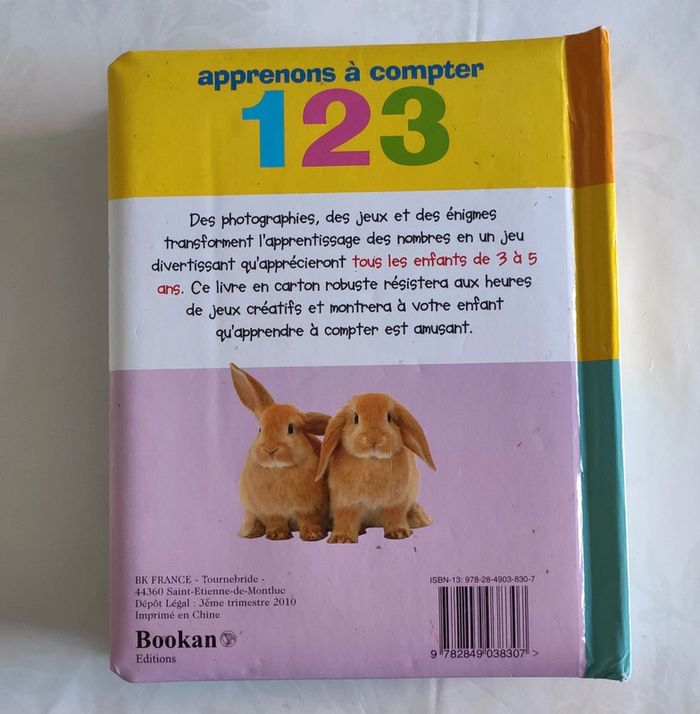 apprenons à compter
123
Des photographies, des jeux et des énigmes
transforment l'apprentissage des nombres en un jeu
divertissant qu'apprécieront tous les enfants de 3 à 5
ans. Ce livre en carton robuste résistera aux heures
de jeux créatifs et montrera à votre enfant
qu'apprendre à compter est amusant.
BK FRANCE - Tournebride -
44360 Saint-Etienne-de-Montluc
Dépôt Légal : 3ème trimestre 2010
Imprimé en Chine
Bookan
Editions
ISBN-13: 978-28-4903-830-7
9 782849 038307 >